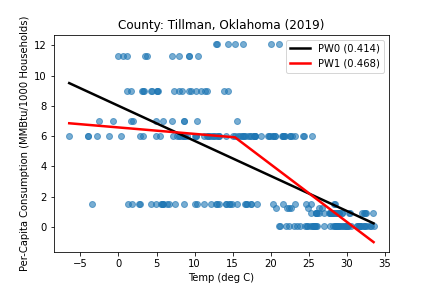 County: Tillman, Oklahoma (2019)
Per-Capita Consumption (MMBtu/1000 Households)
12
10
8
6
4
2
0
PW0 (0.414)
PW1 (0.468)
−5 0 5 10 15 20 25 30 35
Temp (deg C)